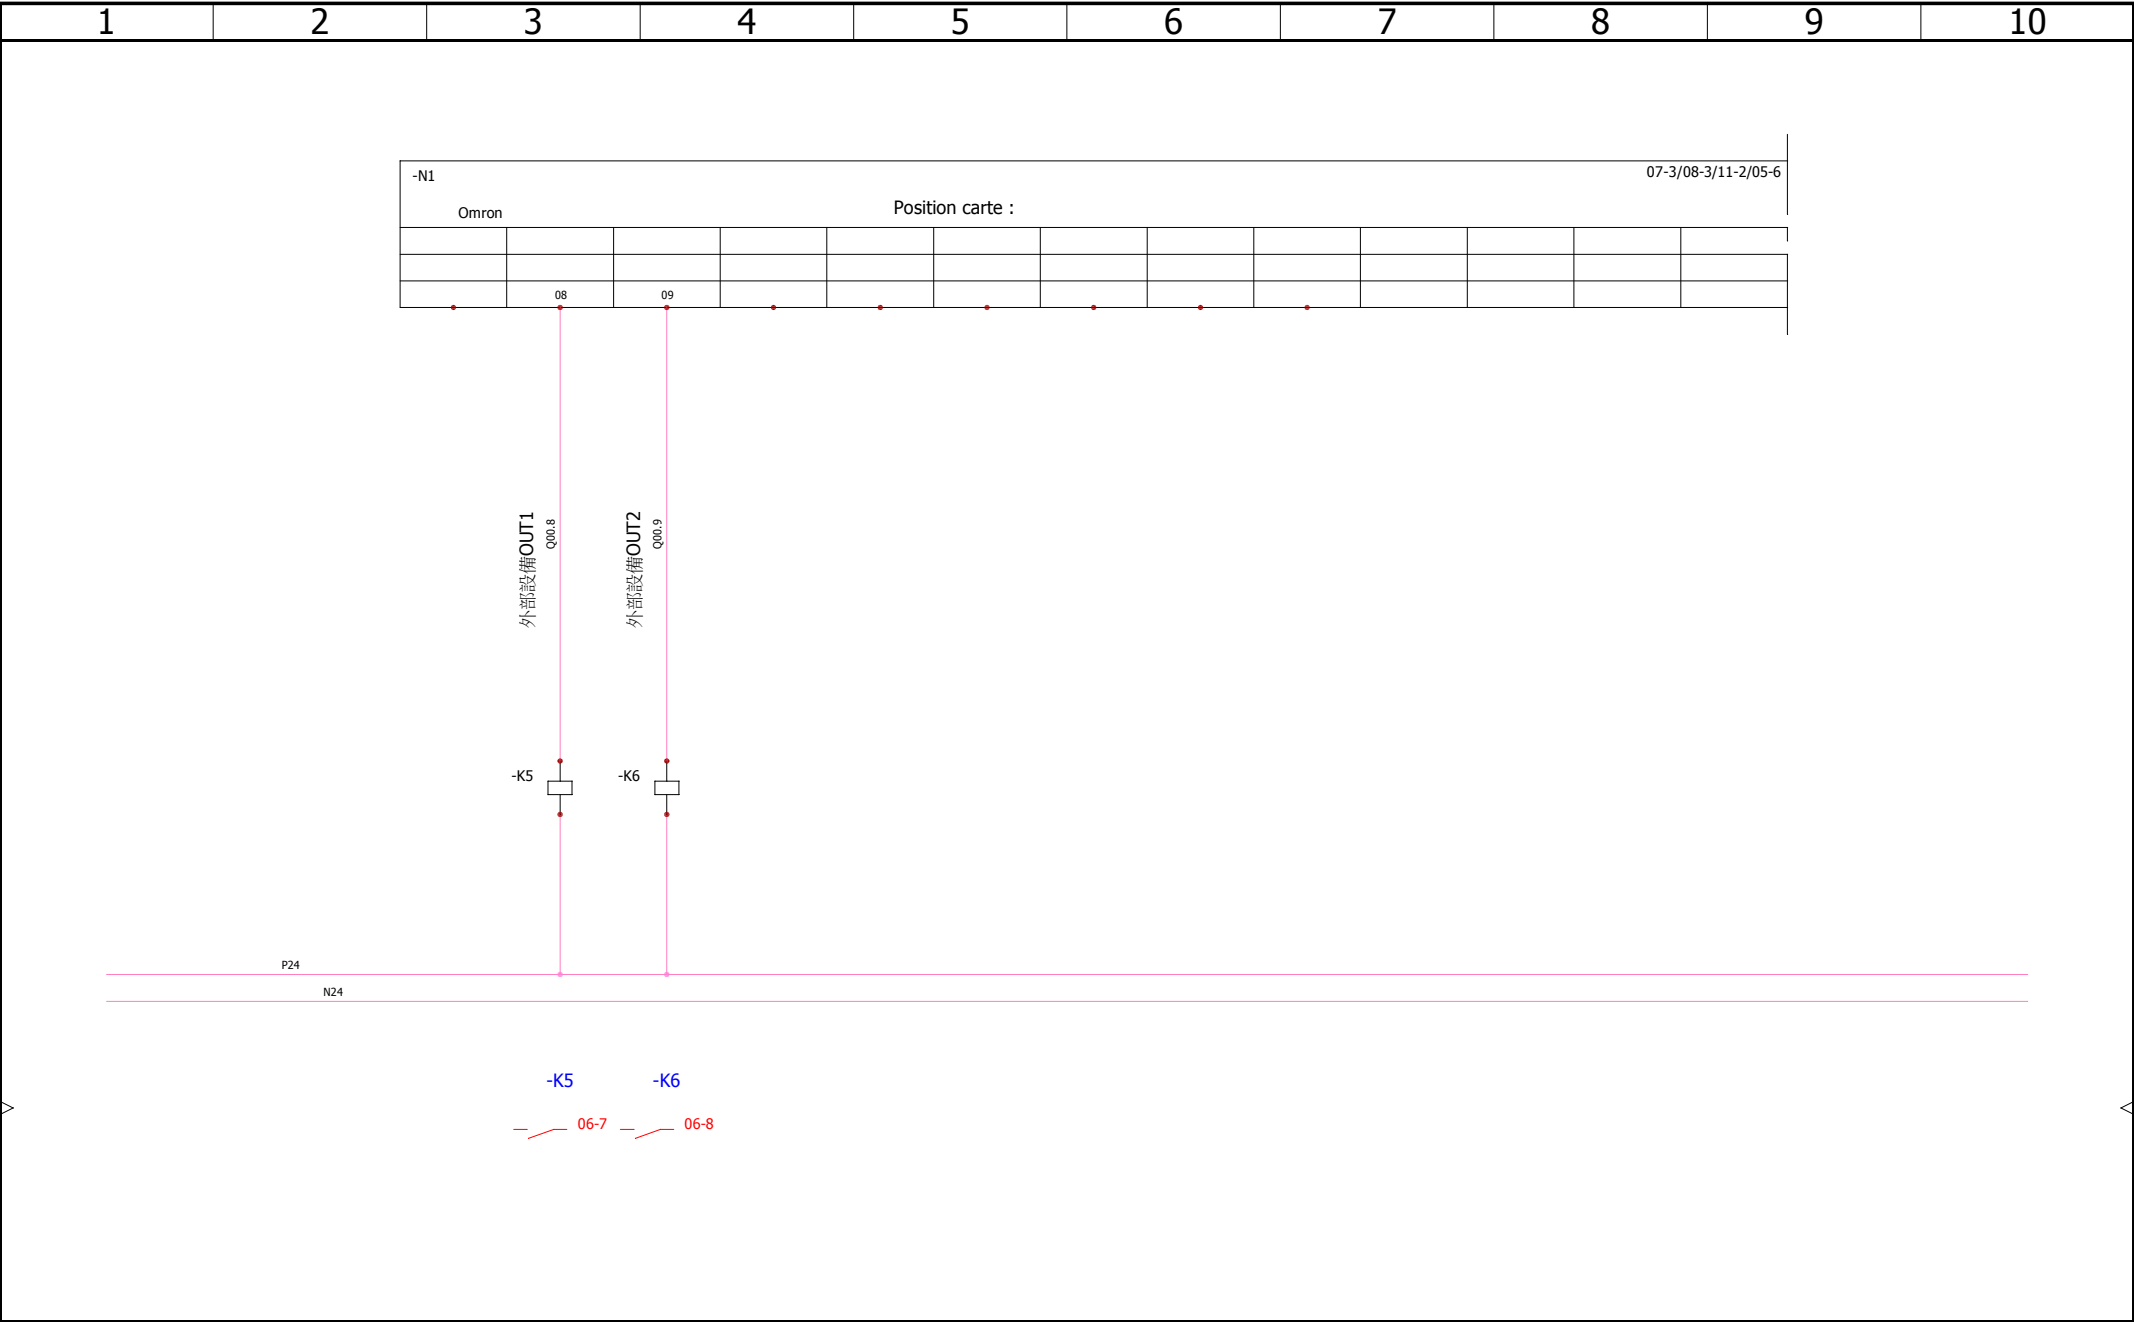 1 2 3 4 5 6 7 8 9 10
-N1
07-3/08-3/11-2/05-6
Omron
Position carte :
08 09
外部設備OUT1
Q00.8
外部設備OUT2
Q00.9
-K5
-K6
P24
N24
-K5 -K6
06-7 06-8